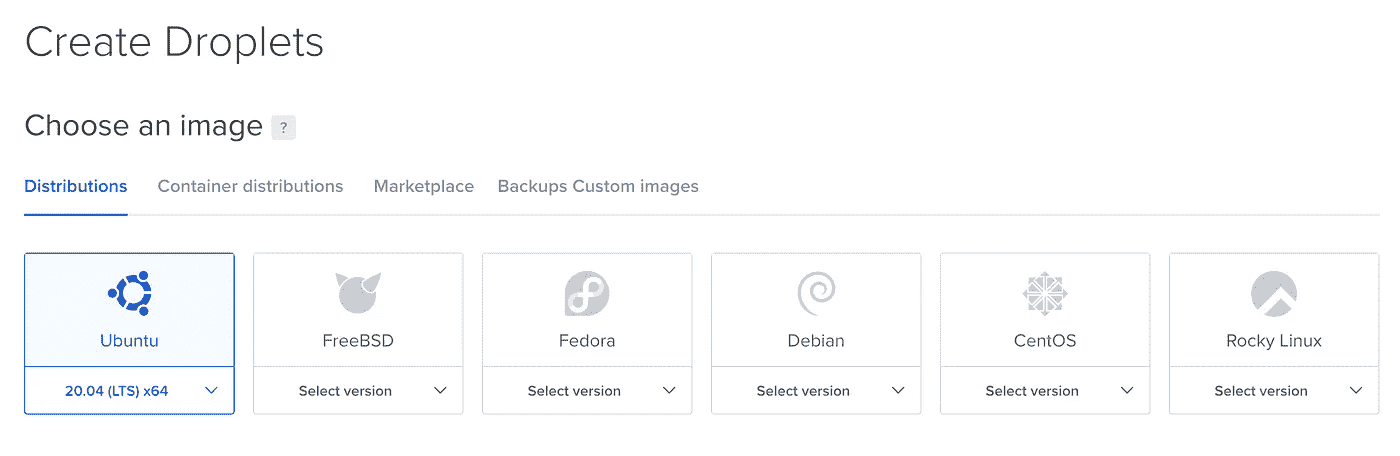 Create Droplets
Choose an image ?
Distributions Container distributions Marketplace Backups Custom images
Ubuntu FreeBSD Fedora Debian CentOS Rocky Linux
20.04 (LTS) x64 Select version Select version Select version Select version Select version